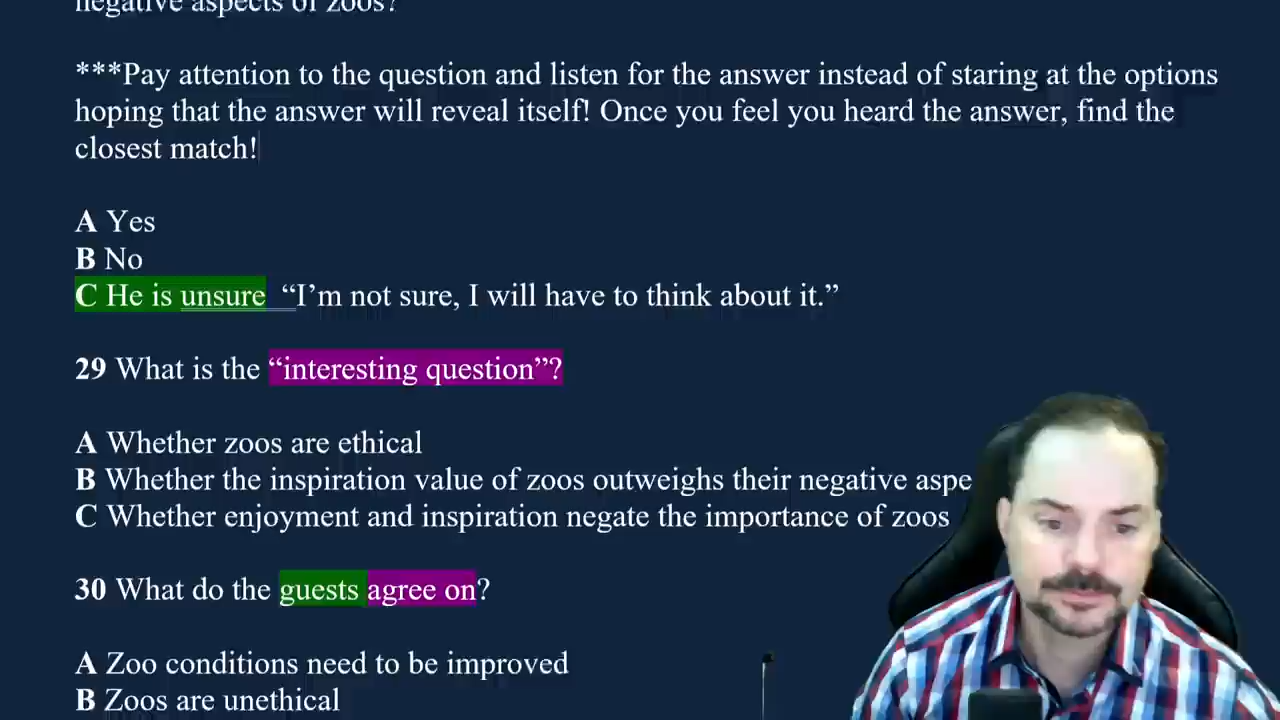 negative aspects of zoos?
***Pay attention to the question and listen for the answer instead of staring at the options
hoping that the answer will reveal itself! Once you feel you heard the answer, find the
closest match!
A Yes
B No
C He is unsure “I’m not sure, I will have to think about it.”
29 What is the “interesting question”?
A Whether zoos are ethical
B Whether the inspiration value of zoos outweighs their negative aspe
C Whether enjoyment and inspiration negate the importance of zoos
30 What do the guests agree on?
A Zoo conditions need to be improved
B Zoos are unethical